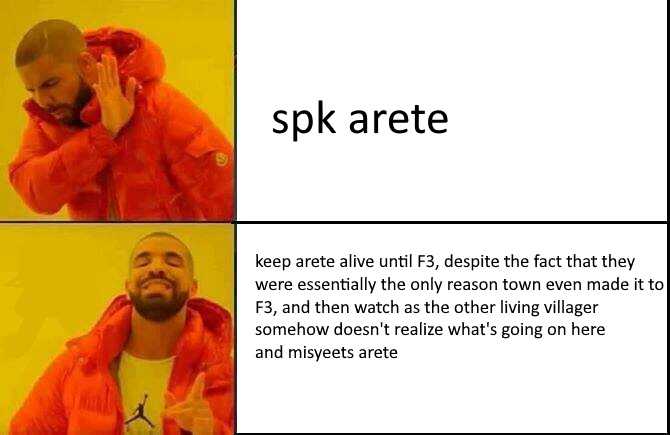 spk arete
keep arete alive until F3, despite the fact that they
were essentially the only reason town even made it to
F3, and then watch as the other living villager
somehow doesn't realize what's going on here
and misyeets arete